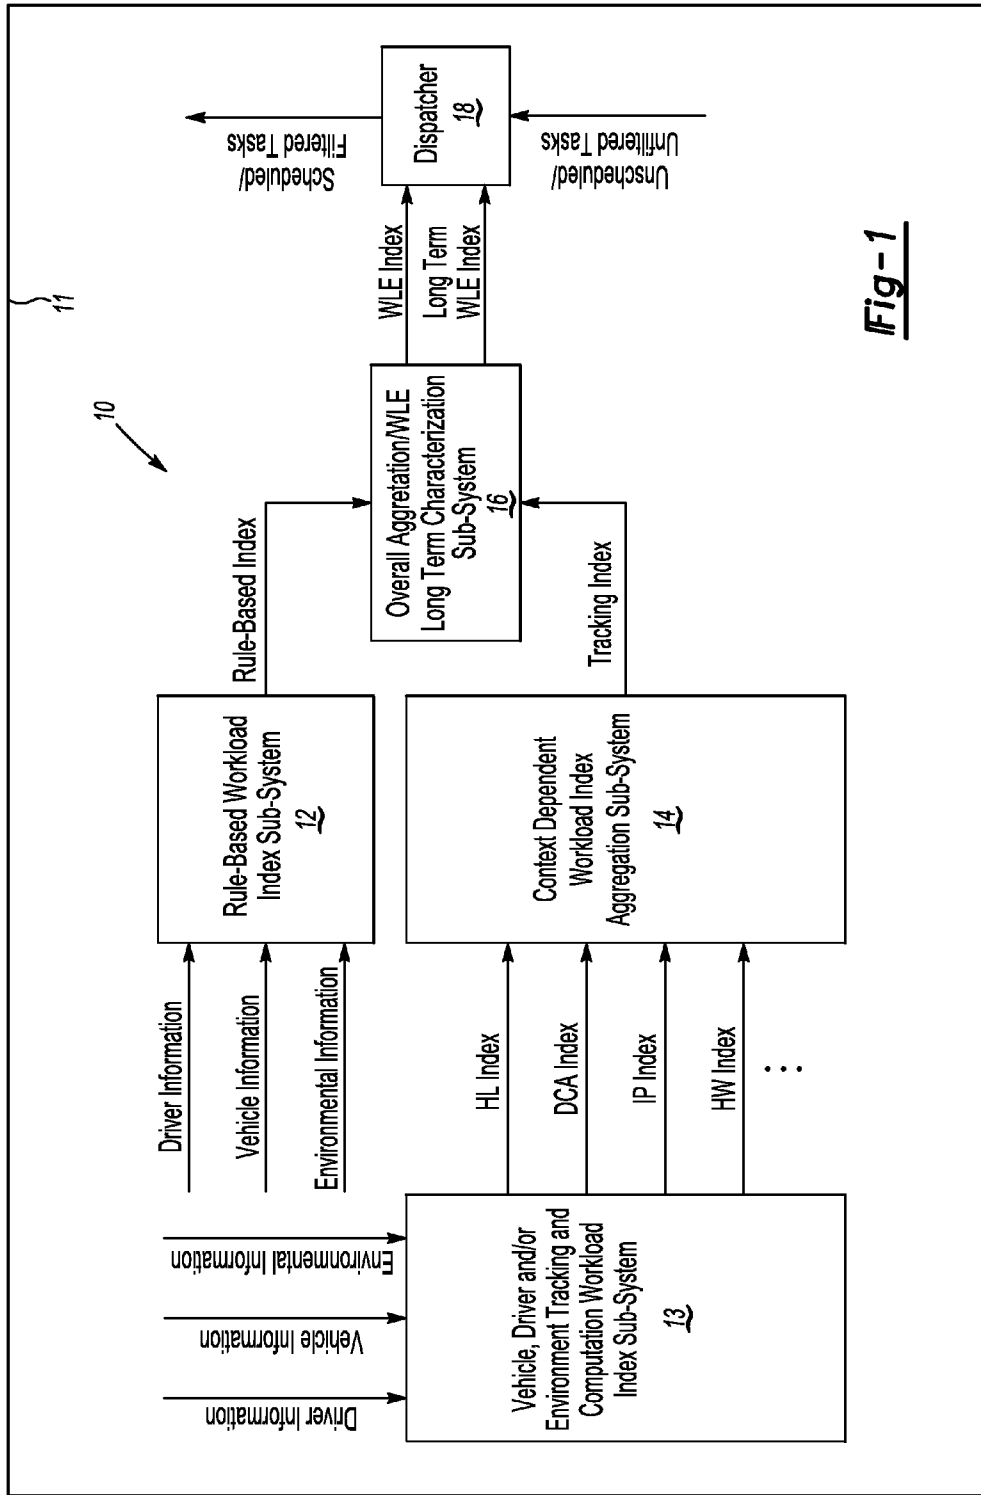 11
10
Driver Information
Vehicle Information
Environmental Information
Driver Information
Vehicle Information
Environmental Information
Rule-Based Workload
Index Sub-System
12
Vehicle, Driver and/or
Environment Tracking and
Computation Workload
Index Sub-System
13
HL Index
DCA Index
IP Index
HW Index
...
Context Dependent
Workload Index
Aggregation Sub-System
14
Rule-Based Index
Tracking Index
Overall Aggretation/WLE
Long Term Characterization
Sub-System
16
WLE Index
Long Term
WLE Index
Dispatcher
18
Scheduled/
Filtered Tasks
Unscheduled/
Unfiltered Tasks
Fig-1